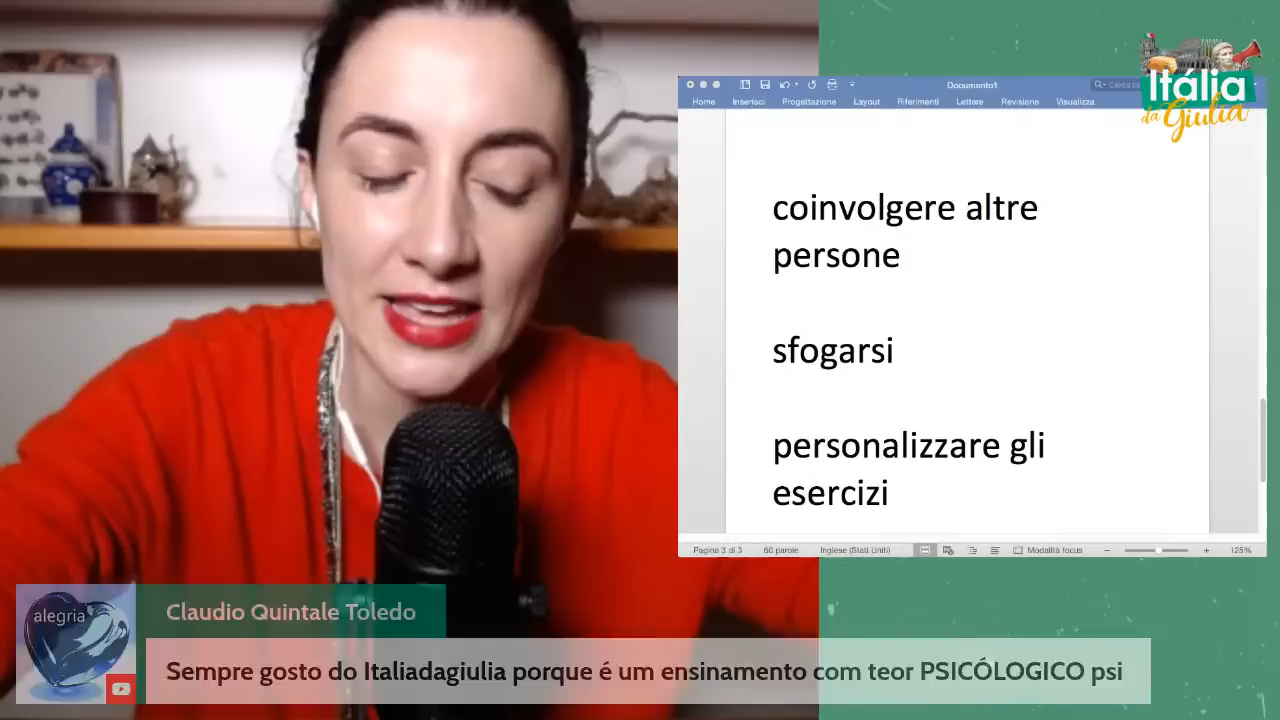 Itália
da Giulia
Documento1
Home Inserisci Progettazione Layout Riferimenti Lettere Revisione Visualizza
coinvolgere altre
persone
sfogarsi
personalizzare gli
esercizi
Pagina 3 di 3 60 parole Inglese (Stati Uniti) Modalità focus 125%
alegria
Claudio Quintale Toledo
Sempre gosto do Italiadagiulia porque é um ensinamento com teor PSICÓLOGICO psi